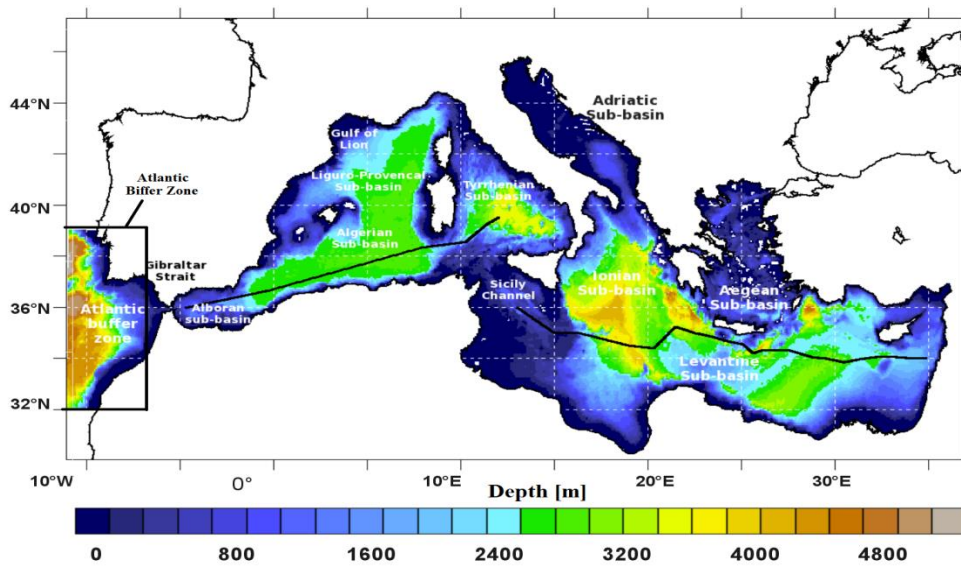 44°N
40°N
36°N
32°N
Adriatic
Sub-basin
Gulf of
Lion
Atlantic
Biffer Zone
Liguro-Provencal
Sub-basin
Tyrrhenian
Sub-basin
Algerian
Sub-basin
Gibraltar
Strait
Sicily
Channel
Ionian
Sub-basin
Aegean
Sub-basin
Atlantic
buffer
zone
Alboran
sub-basin
Levantine
Sub-basin
10°W
0°
10°E
20°E
30°E
Depth [m]
0 800 1600 2400 3200 4000 4800